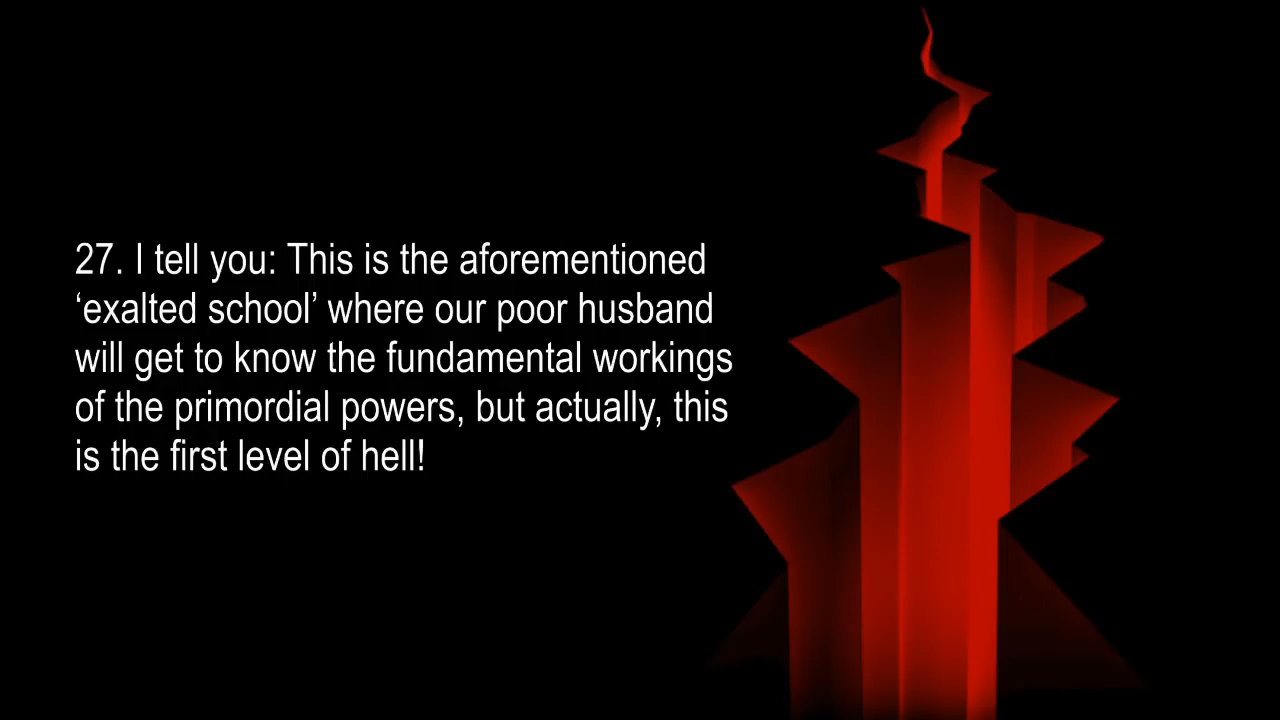 27. I tell you: This is the aforementioned
‘exalted school’ where our poor husband
will get to know the fundamental workings
of the primordial powers, but actually, this
is the first level of hell!